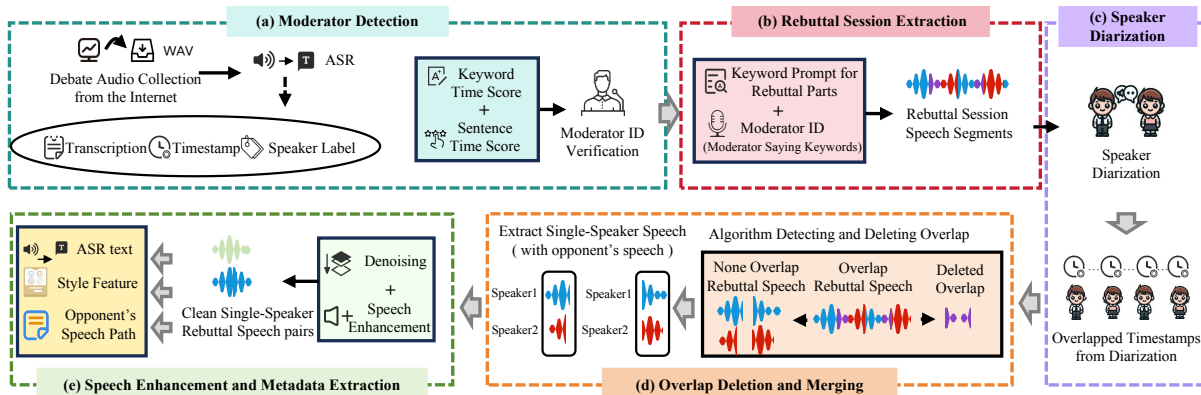 (a) Moderator Detection
WAV
Debate Audio Collection
from the Internet
T
ASR
Transcription
Timestamp
Speaker Label
A
Keyword
Time Score
+
Sentence
Time Score
Moderator ID
Verification
(b) Rebuttal Session Extraction
Keyword Prompt for
Rebuttal Parts
+
Moderator ID
(Moderator Saying Keywords)
Rebuttal Session
Speech Segments
(c) Speaker
Diarization
Speaker
Diarization
Overlapped Timestamps
from Diarization
Extract Single-Speaker Speech
( with opponent's speech )
Speaker1
Speaker2
Speaker1
Speaker2
Algorithm Detecting and Deleting Overlap
None Overlap
Rebuttal Speech
Overlap
Rebuttal Speech
Deleted
Overlap
(d) Overlap Deletion and Merging
T
ASR text
Style Feature
Opponent's
Speech Path
Clean Single-Speaker
Rebuttal Speech pairs
Denoising
+
Speech
Enhancement
(e) Speech Enhancement and Metadata Extraction